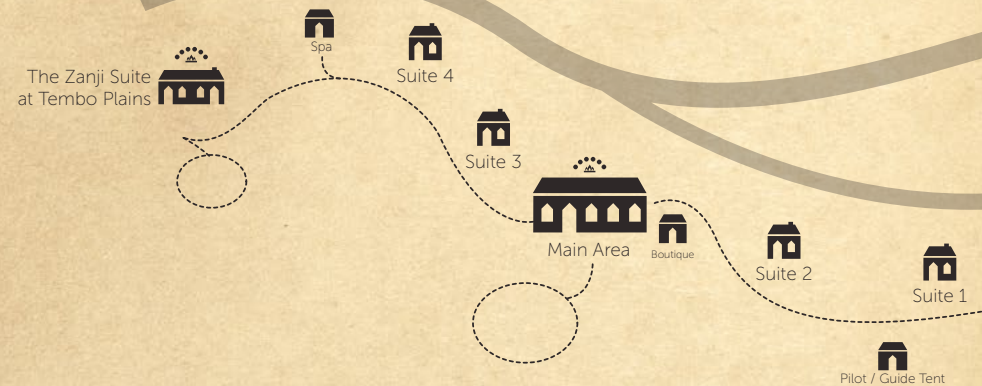 Spa
Suite 4
The Zanji Suite
at Tembo Plains
Suite 3
Main Area
Boutique
Suite 2
Suite 1
Pilot / Guide Tent